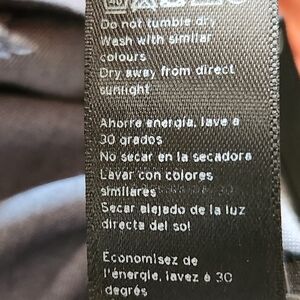 Do not tumble dry
Wash with similar
colours
Dry away from direct
sunlight
Ahorre energía, lave a
30 grados
No secar en la secadora
Lavar con colores
similares
Secar alejado de la luz
directa del sol
Économisez de
l'énergie, lavez à 30
degrés